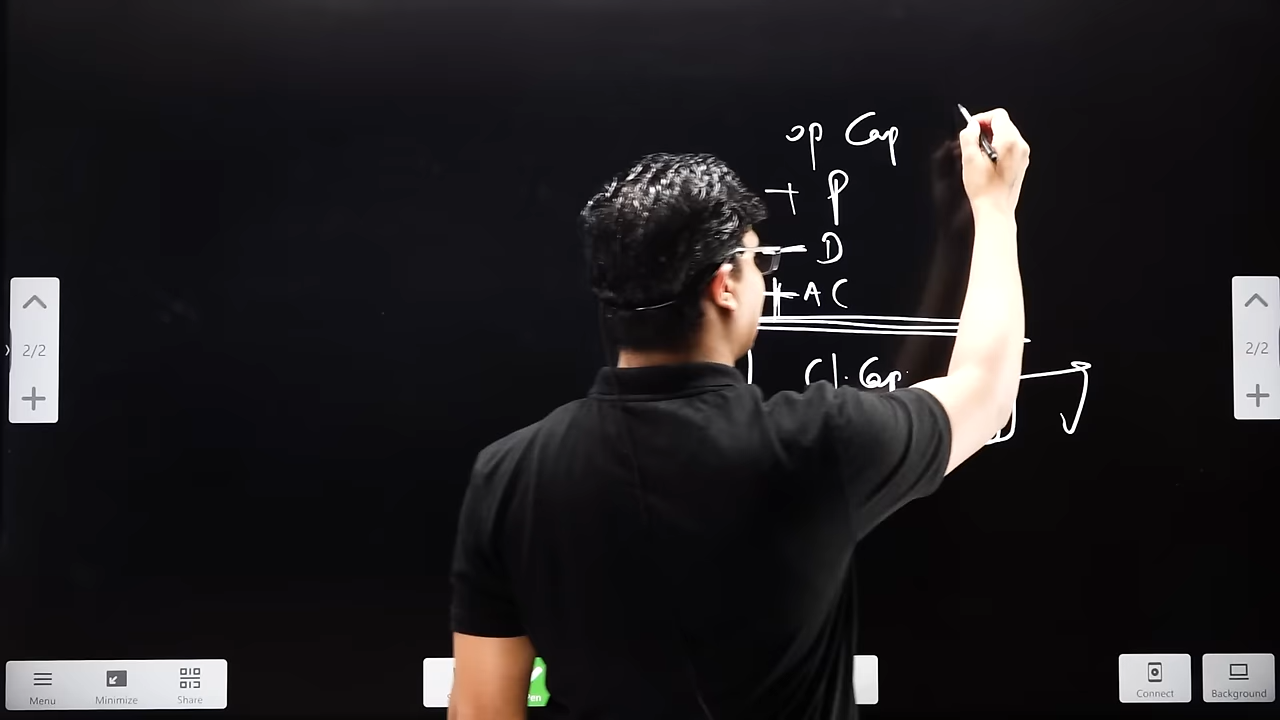 op Cap
+ P
- D
+ AC
Cl. Cap.
2/2
2/2
Menu
Minimize
Share
Connect
Background